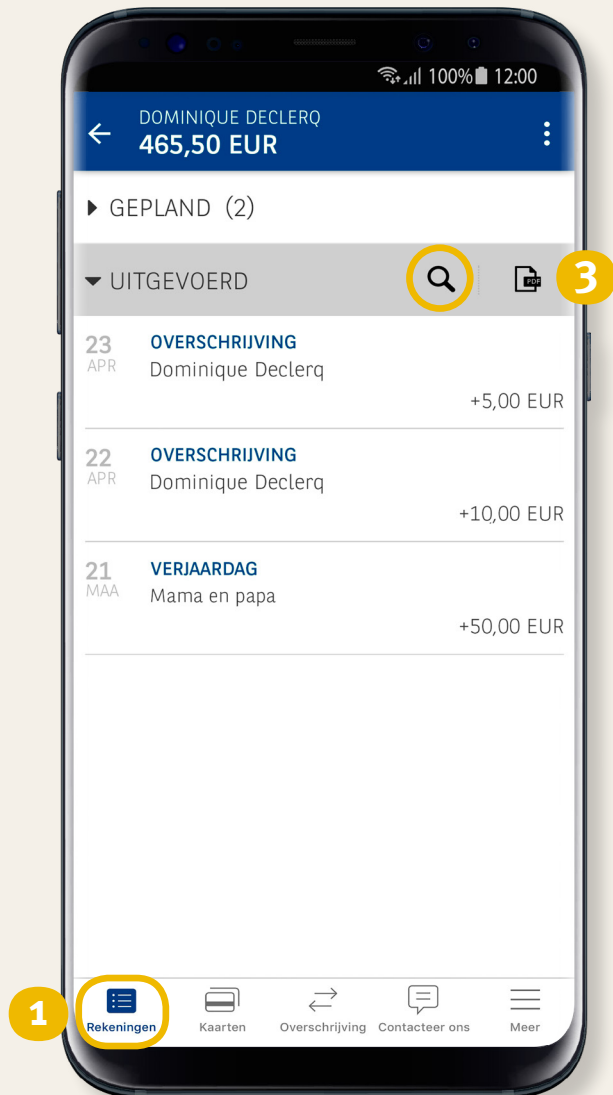 100% 12:00
DOMINIQUE DECLERQ
465,50 EUR
GEPLAND (2)
UITGEVOERD
PDF
3
23 APR
OVERSCHRIJVING
Dominique Declerq
+5,00 EUR
22 APR
OVERSCHRIJVING
Dominique Declerq
+10,00 EUR
21 MAA
VERJAARDAG
Mama en papa
+50,00 EUR
1
Rekeningen Kaarten Overschrijving Contacteer ons Meer